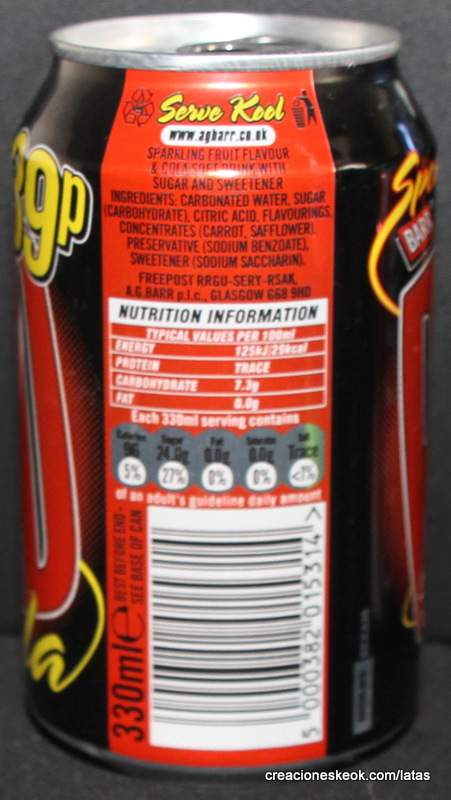 Serve Kool
www.agbarr.co.uk
SPARKLING FRUIT FLAVOUR
& COLA SOFT DRINK WITH
SUGAR AND SWEETENER
INGREDIENTS: CARBONATED WATER, SUGAR
(CARBOHYDRATE), CITRIC ACID, FLAVOURINGS,
CONCENTRATES (CARROT, SAFFLOWER),
PRESERVATIVE (SODIUM BENZOATE),
SWEETENER (SODIUM SACCHARIN).
FREEPOST RRGU-SERY-RSAK,
A.G. BARR p.l.c., GLASGOW G68 9HD
NUTRITION INFORMATION
TYPICAL VALUES PER 100ml
ENERGY 125kJ/29kcal
PROTEIN TRACE
CARBOHYDRATE 7.3g
FAT 0.0g
Each 330ml serving contains
Calories Sugar Fat Saturates Salt
96 24.0g 0.0g 0.0g Trace
5% 27% 0% 0% <1%
of an adult's guideline daily amount
330ml e
BEST BEFORE END -
SEE BASE OF CAN
5 000382 015314 >
39p
la
BARR
creacioneskeok.com/latas